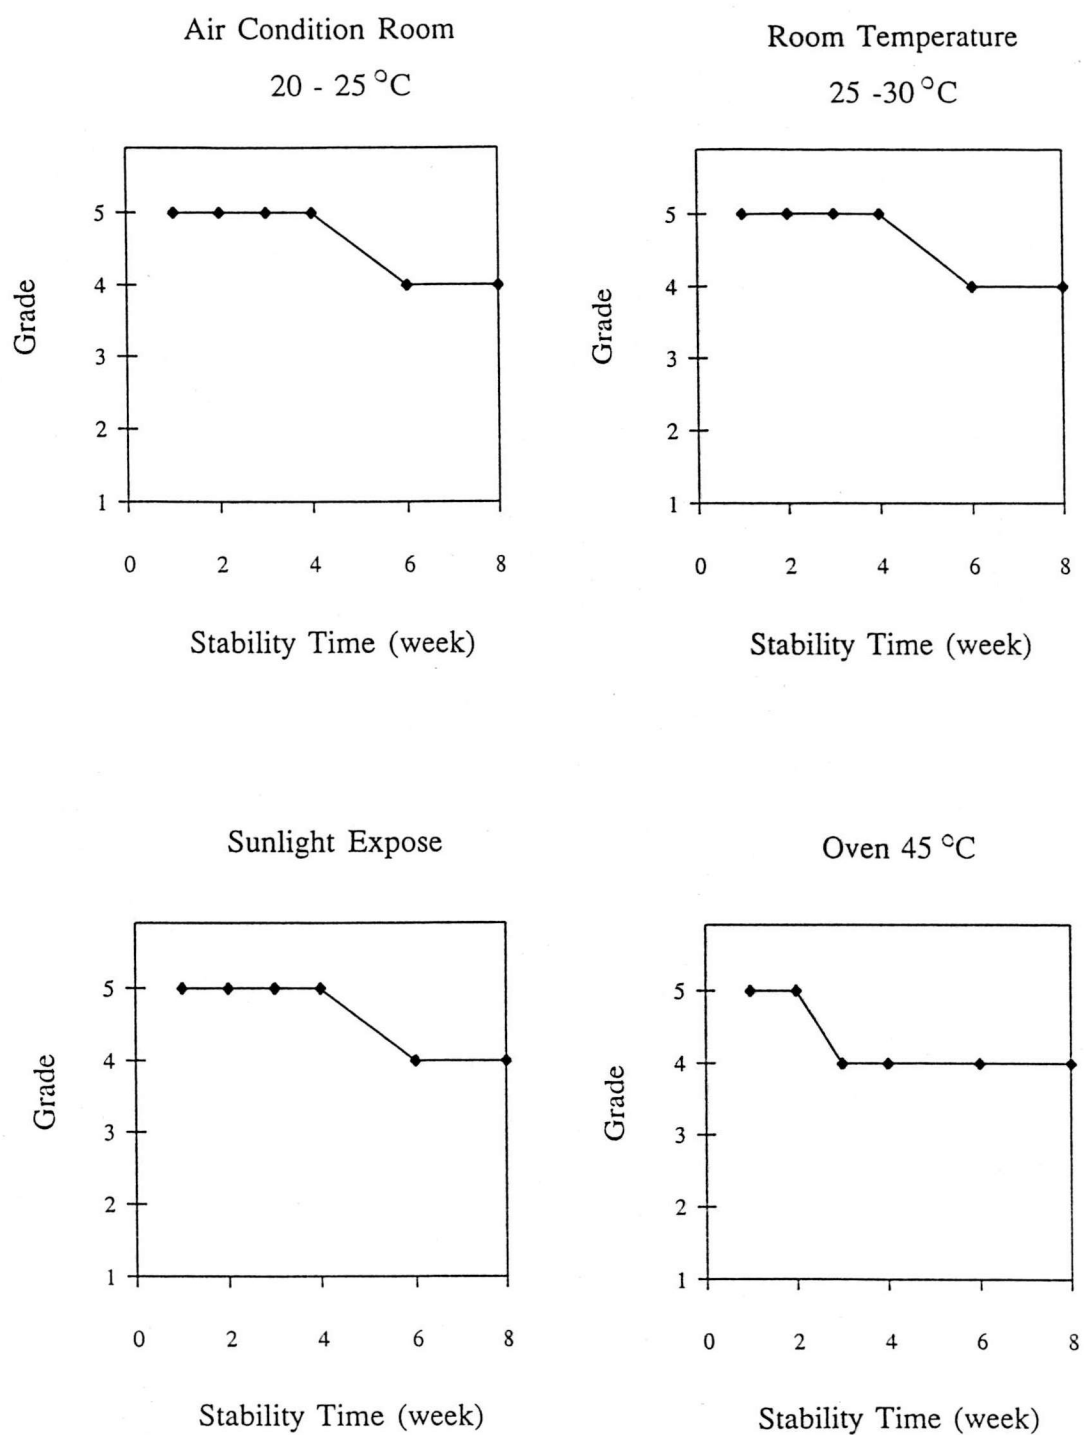 Air Condition Room
20 - 25 °C
5
4
3
2
1
Grade
0 2 4 6 8
Stability Time (week)
Room Temperature
25 -30 °C
5
4
3
2
1
Grade
0 2 4 6 8
Stability Time (week)
Sunlight Expose
5
4
3
2
1
Grade
0 2 4 6 8
Stability Time (week)
Oven 45 °C
5
4
3
2
1
Grade
0 2 4 6 8
Stability Time (week)